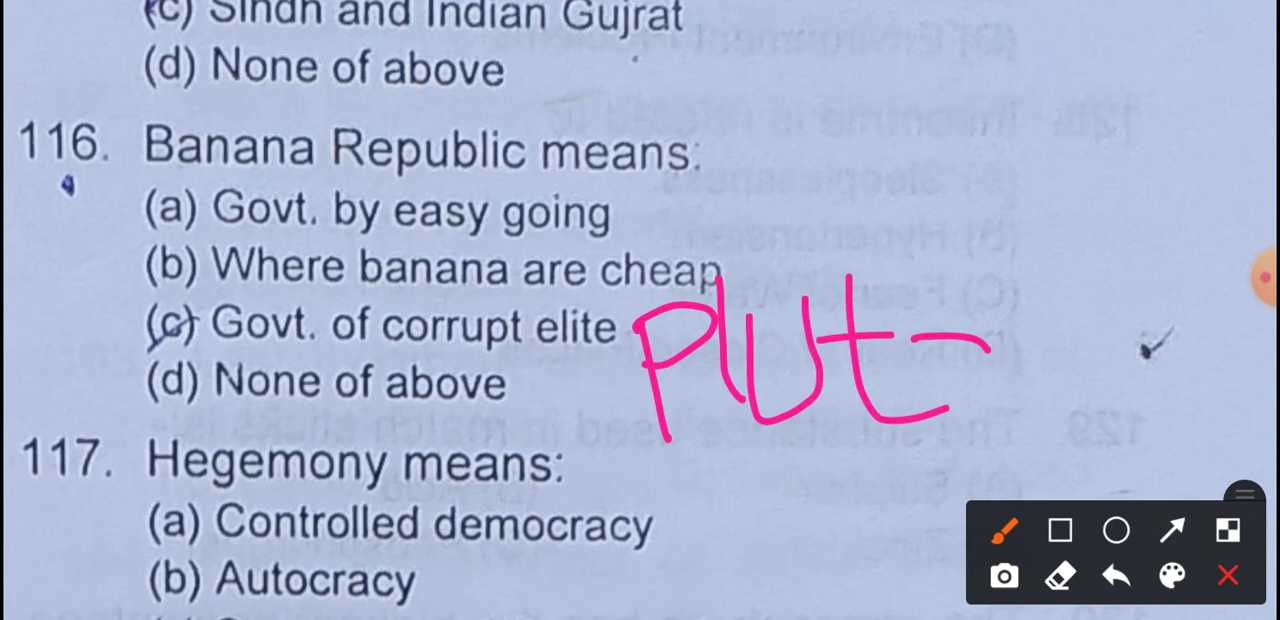 (c) Sindh and Indian Gujrat
(d) None of above
116. Banana Republic means:
(a) Govt. by easy going
(b) Where banana are cheap
(c) Govt. of corrupt elite
Plut
(d) None of above
117. Hegemony means:
(a) Controlled democracy
(b) Autocracy